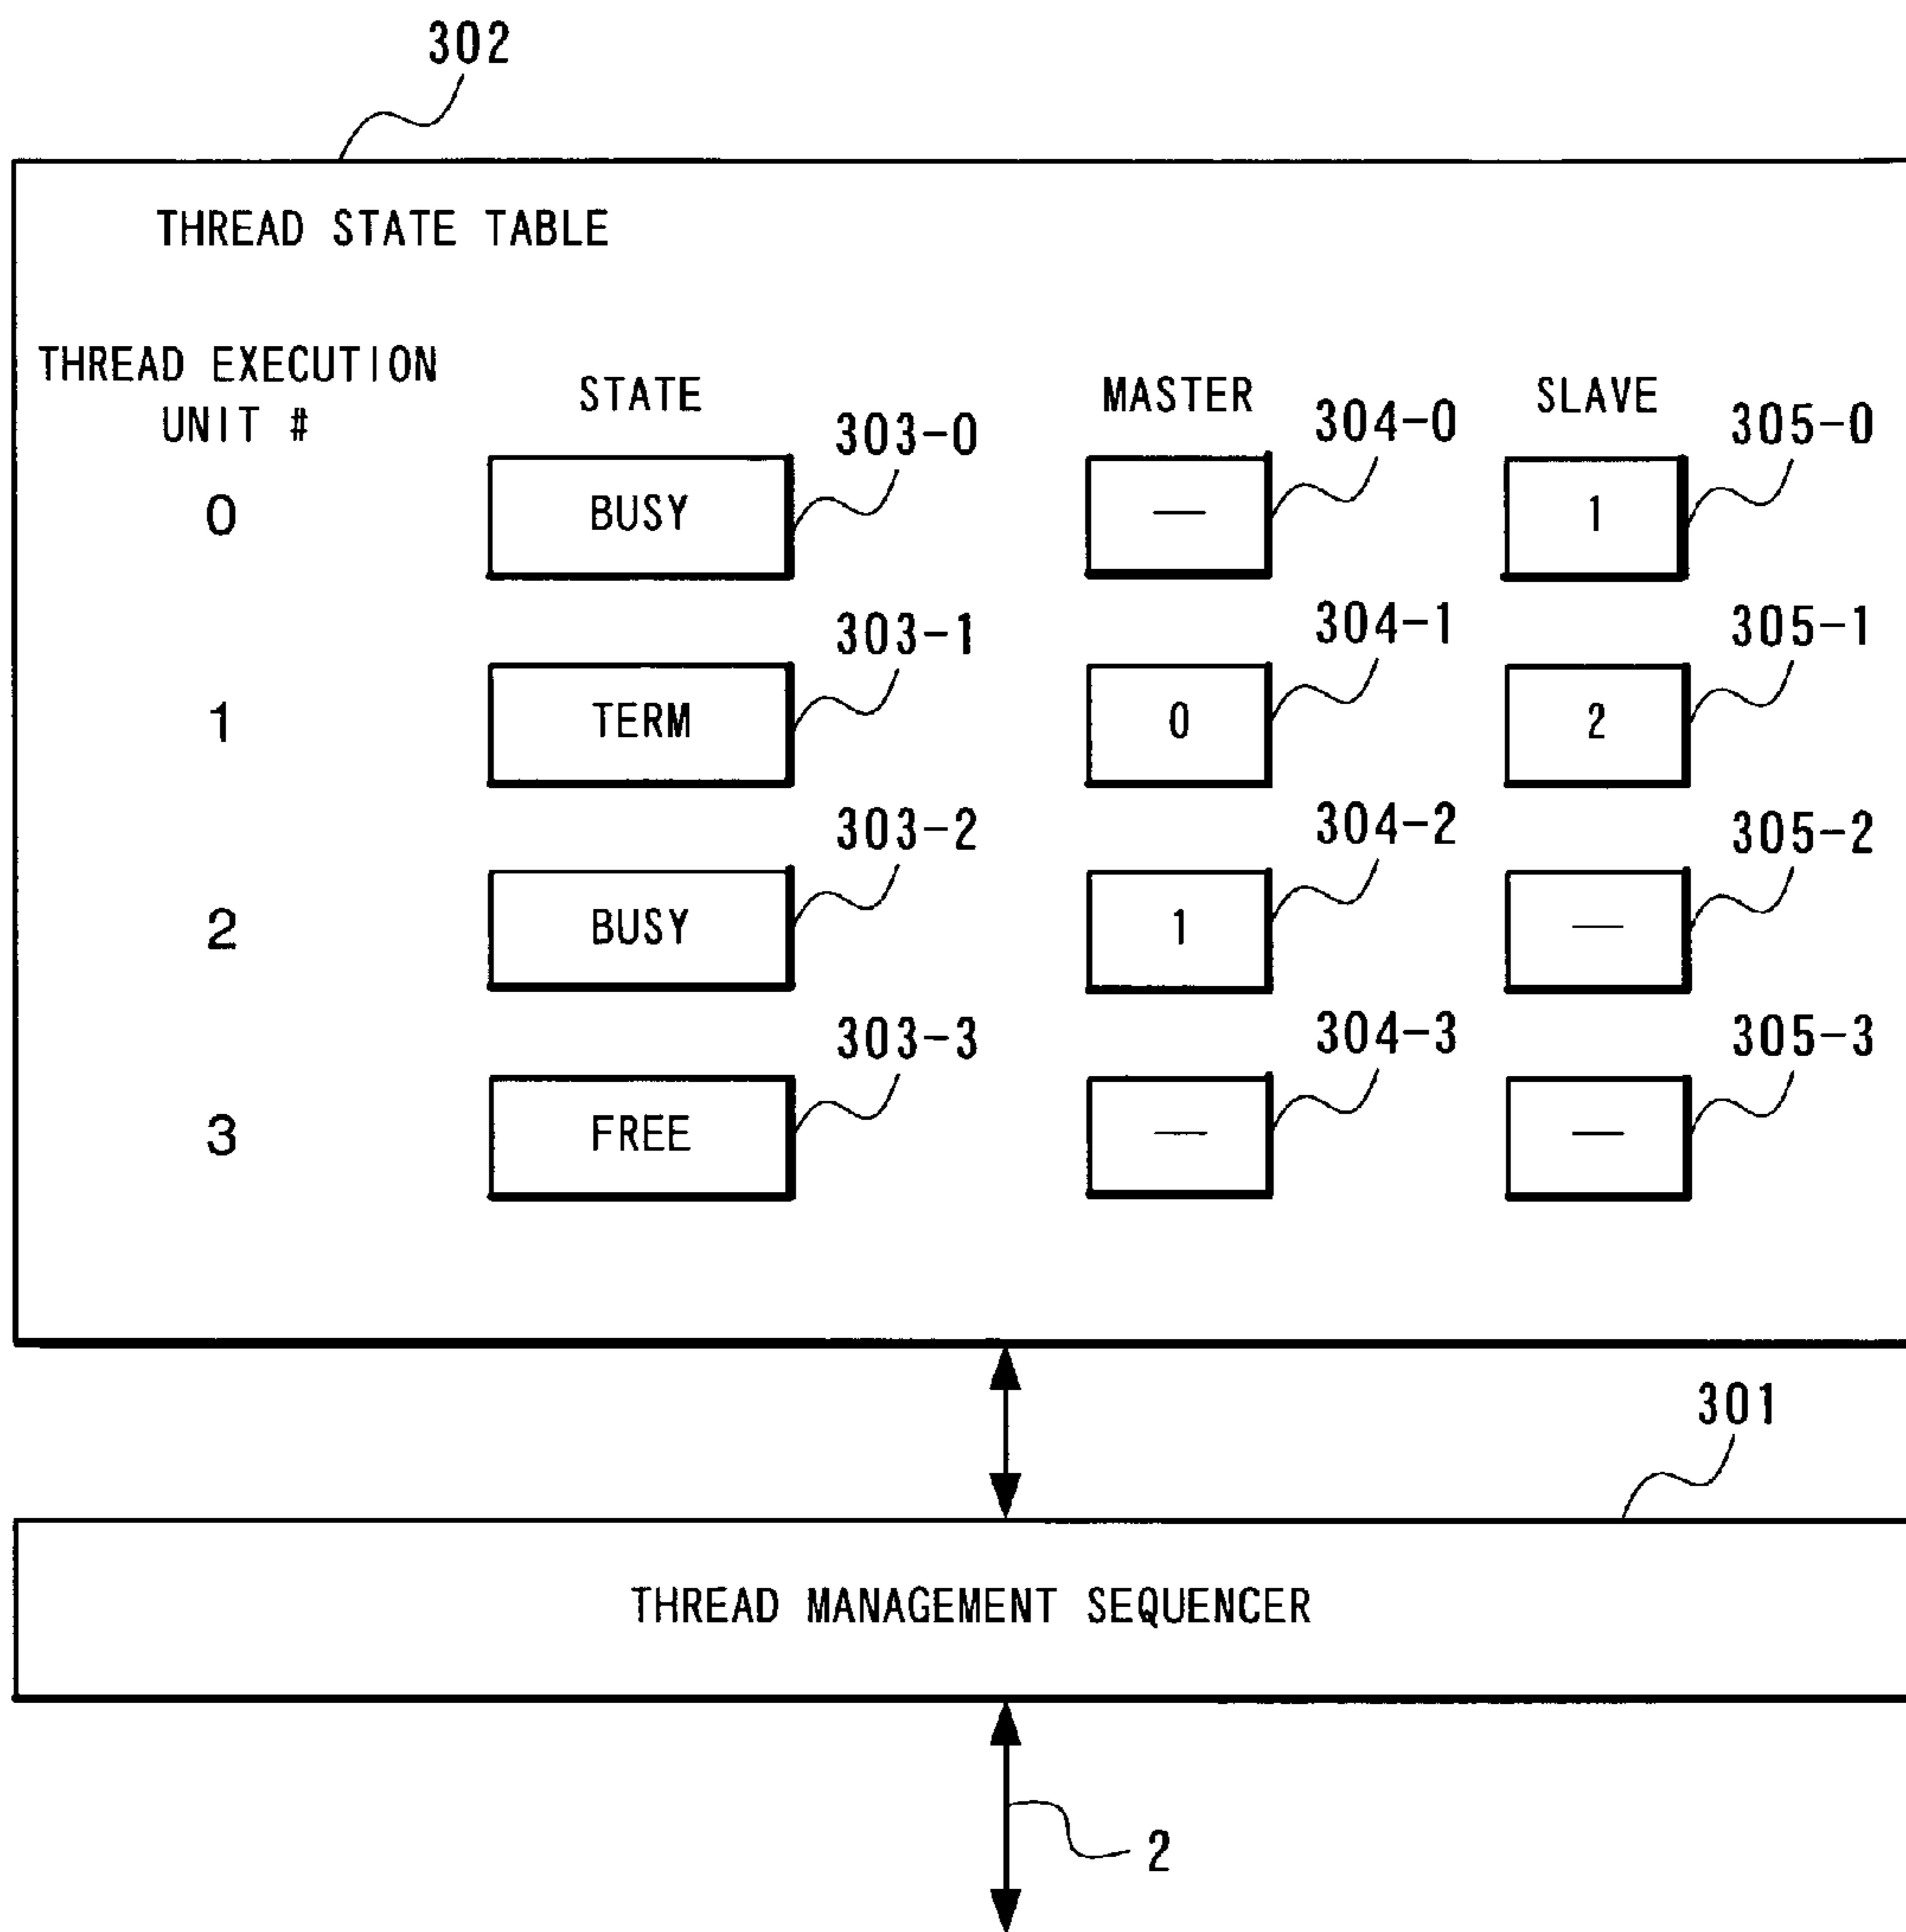 302
THREAD STATE TABLE
THREAD EXECUTION
UNIT #
STATE
MASTER
SLAVE
303-0
304-0
305-0
0
BUSY
—
1
303-1
304-1
305-1
1
TERM
0
2
303-2
304-2
305-2
2
BUSY
1
—
303-3
304-3
305-3
3
FREE
—
—
301
THREAD MANAGEMENT SEQUENCER
2